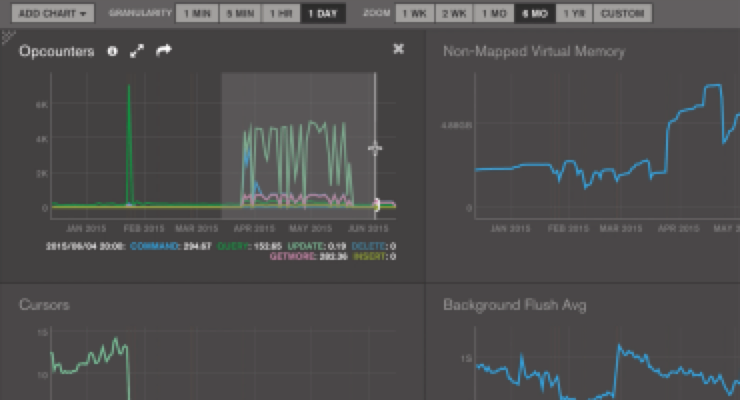 ADD CHART GRANULARITY 1 MIN 5 MIN 1 HR 1 DAY ZOOM 1 WK 2 WK 1 MO 6 MO 1 YR CUSTOM
Opcounters
6K
4K
2K
0
JAN 2015 FEB 2015 MAR 2015 APR 2015 MAY 2015 JUN 2015
2015/06/04 20:00: COMMAND: 294.67 QUERY: 152.65 UPDATE: 0.19 DELETE: 0
GETMORE: 392.36 INSERT: 0
Non-Mapped Virtual Memory
4.88GB
0
JAN 2015 FEB 2015 MAR 2015 APR 2015 MAY
Cursors
15
10
Background Flush Avg
15